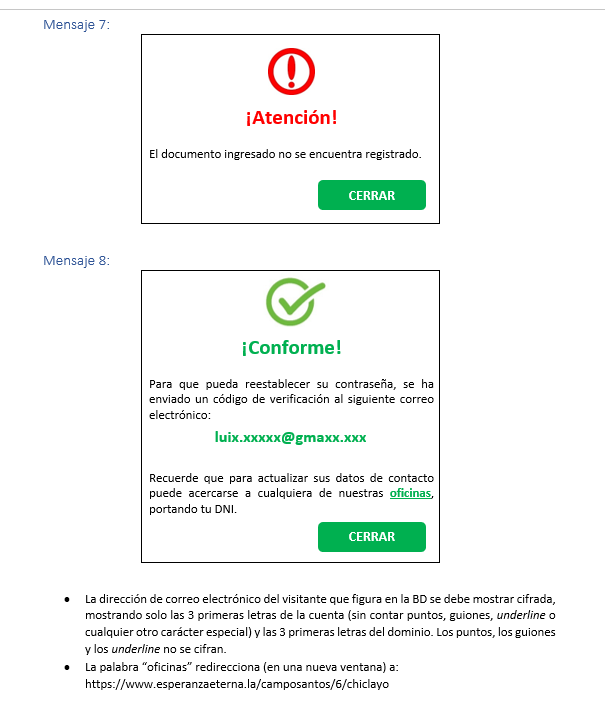 Mensaje 7:
¡Atención!
El documento ingresado no se encuentra registrado.
CERRAR
Mensaje 8:
¡Conforme!
Para que pueda reestablecer su contraseña, se ha
enviado un código de verificación al siguiente correo
electrónico:
luix.xxxxx@gmaxx.xxx
Recuerde que para actualizar sus datos de contacto
puede acercarse a cualquiera de nuestras oficinas,
portando tu DNI.
CERRAR
• La dirección de correo electrónico del visitante que figura en la BD se debe mostrar cifrada,
mostrando solo las 3 primeras letras de la cuenta (sin contar puntos, guiones, underline o
cualquier otro carácter especial) y las 3 primeras letras del dominio. Los puntos, los guiones
y los underline no se cifran.
• La palabra “oficinas” redirecciona (en una nueva ventana) a:
https://www.esperanzaeterna.la/camposantos/6/chiclayo